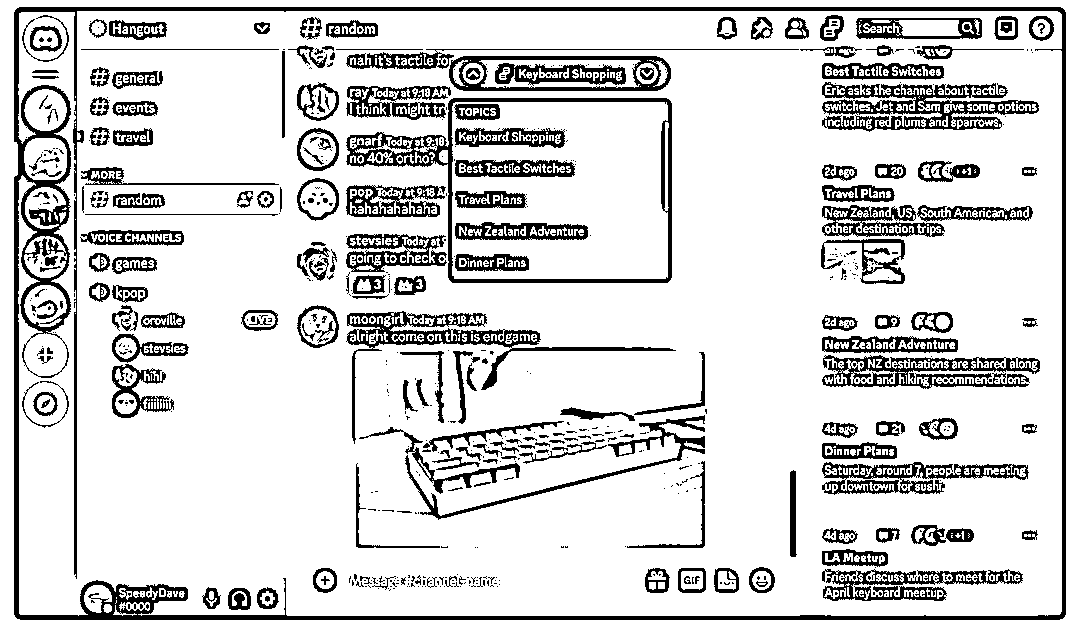 Hangout
# general
# events
# travel
MORE
# random
VOICE CHANNELS
games
kpop
oroville
LIVE
stevsies
hihi
SpeedyDave
#0000
# random
Search
nah it's tactile for
ray Today at 9:18 AM
I think I might tr
gnarf Today at 9:18
no 40% ortho?
pop Today at 9:18 A
hahahahahaha
stevsies Today at
going to check o
3
3
moongirl Today at 9:18 AM
alright come on this is endgame
Message #channel-name
GIF
Keyboard Shopping
TOPICS
Keyboard Shopping
Best Tactile Switches
Travel Plans
New Zealand Adventure
Dinner Plans
Best Tactile Switches
Eric asks the channel about tactile
switches, Jet and Sam give some options
including red plums and sparrows.
2d ago 20 +1
Travel Plans
New Zealand, US, South American, and
other destination trips.
2d ago 9
New Zealand Adventure
The top NZ destinations are shared along
with food and hiking recommendations.
4d ago 21
Dinner Plans
Saturday, around 7, people are meeting
up downtown for sushi.
4d ago 7 +1
LA Meetup
Friends discuss where to meet for the
April keyboard meetup.